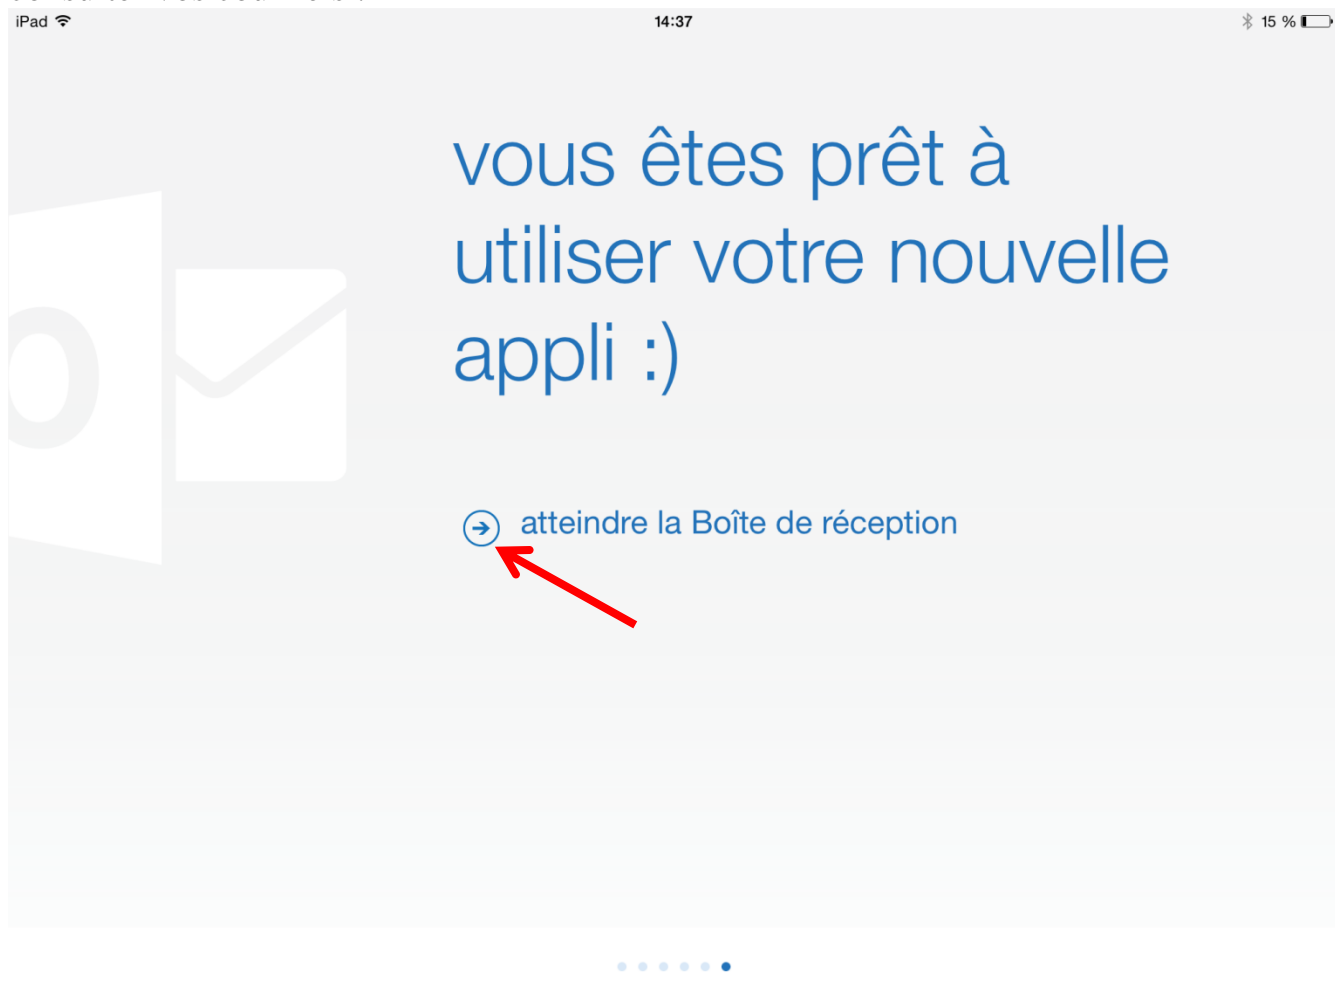 iPad
14:37
15 %
vous êtes prêt à
utiliser votre nouvelle
appli :)
atteindre la Boîte de réception